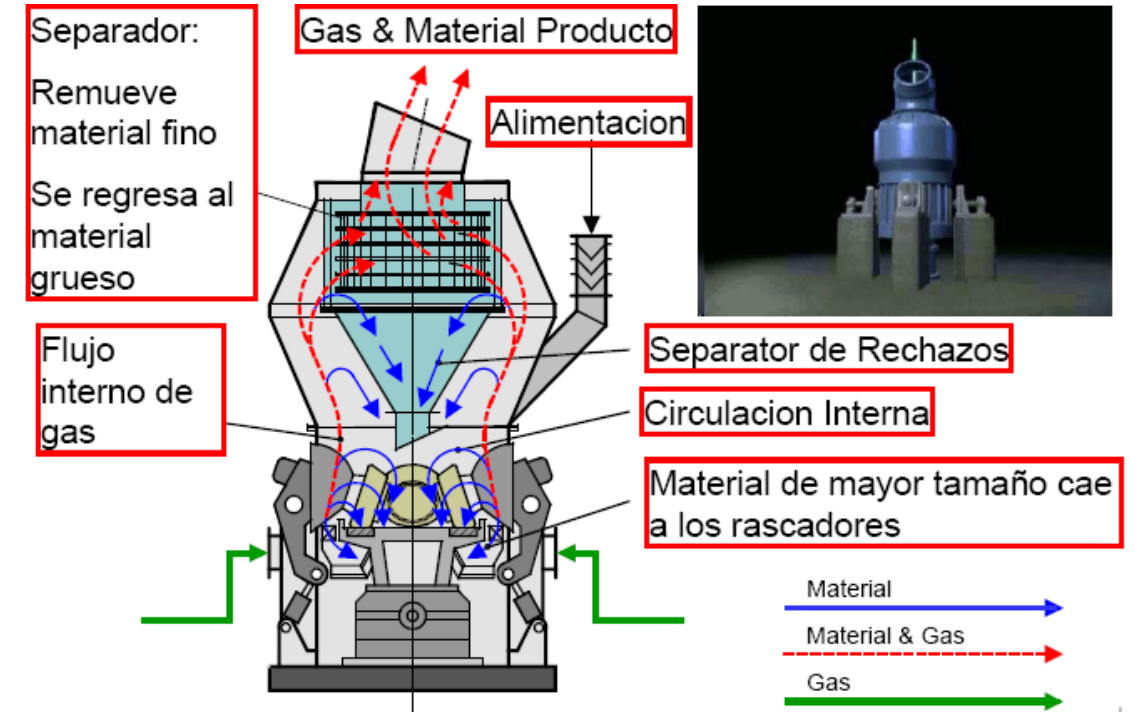 Separador:
Remueve
material fino
Se regresa al
material
grueso
Gas & Material Producto
Alimentacion
Flujo
interno de
gas
Separator de Rechazos
Circulacion Interna
Material de mayor tamaño cae
a los rascadores
Material
Material & Gas
Gas